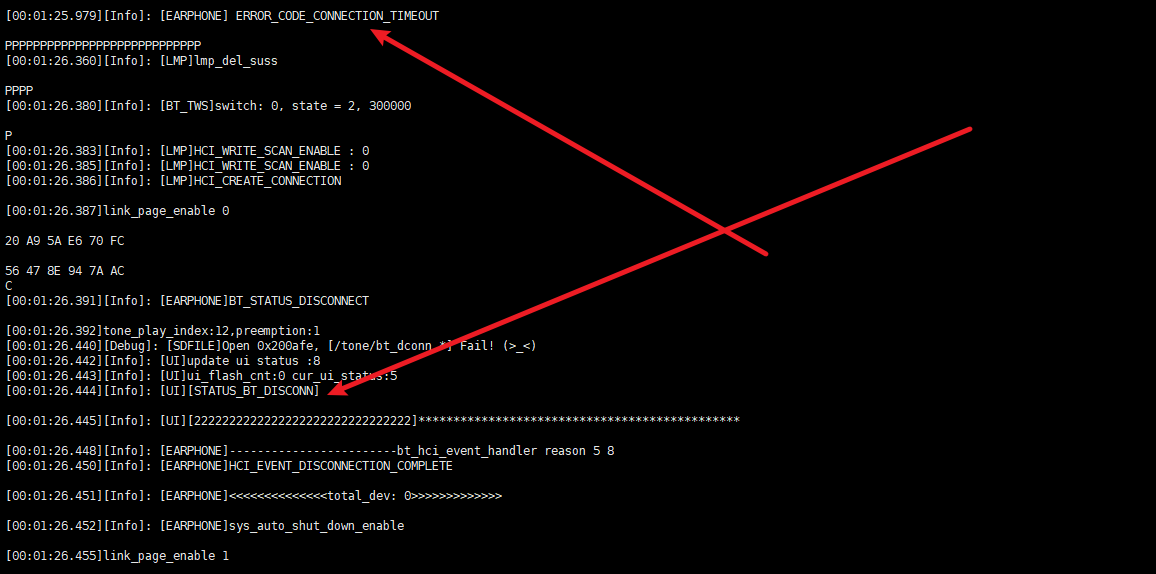 [00:01:25.979][Info]: [EARPHONE] ERROR_CODE_CONNECTION_TIMEOUT
PPPPPPPPPPPPPPPPPPPPPPPPPPPP
[00:01:26.360][Info]: [LMP]lmp_del_suss
PPPP
[00:01:26.380][Info]: [BT_TWS]switch: 0, state = 2, 300000
P
[00:01:26.383][Info]: [LMP]HCI_WRITE_SCAN_ENABLE : 0
[00:01:26.385][Info]: [LMP]HCI_WRITE_SCAN_ENABLE : 0
[00:01:26.386][Info]: [LMP]HCI_CREATE_CONNECTION
[00:01:26.387]link_page_enable 0
20 A9 5A E6 70 FC
56 47 8E 94 7A AC
C
[00:01:26.391][Info]: [EARPHONE]BT_STATUS_DISCONNECT
[00:01:26.392]tone_play_index:12,preemption:1
[00:01:26.440][Debug]: [SDFILE]Open 0x200afe, [/tone/bt_dconn.*] Fail! (>_<)
[00:01:26.442][Info]: [UI]update ui status :8
[00:01:26.443][Info]: [UI]ui_flash_cnt:0 cur_ui_status:5
[00:01:26.444][Info]: [UI][STATUS_BT_DISCONN]
[00:01:26.445][Info]: [UI][2222222222222222222222222222222]**********************************************
[00:01:26.448][Info]: [EARPHONE]------------------------bt_hci_event_handler reason 5 8
[00:01:26.450][Info]: [EARPHONE]HCI_EVENT_DISCONNECTION_COMPLETE
[00:01:26.451][Info]: [EARPHONE]<<<<<<<<<<<<<<total_dev: 0>>>>>>>>>>>>>
[00:01:26.452][Info]: [EARPHONE]sys_auto_shut_down_enable
[00:01:26.455]link_page_enable 1